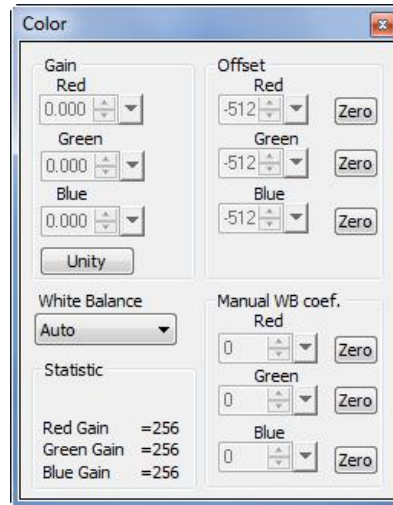 Color
Gain
Red
0.000
Green
0.000
Blue
0.000
Unity
Offset
Red
-512 Zero
Green
-512 Zero
Blue
-512 Zero
White Balance
Auto
Statistic
Red Gain =256
Green Gain =256
Blue Gain =256
Manual WB coef.
Red
0 Zero
Green
0 Zero
Blue
0 Zero